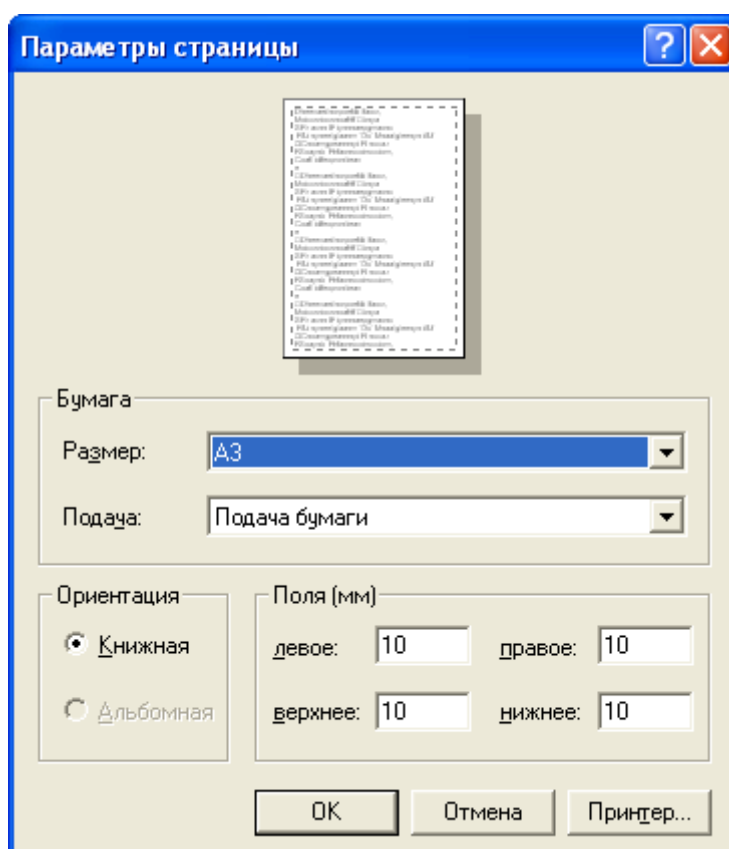 Параметры страницы
Бумага
Размер: A3
Подача: Подача бумаги
Ориентация
Книжная
Альбомная
Поля (мм)
левое: 10 правое: 10
верхнее: 10 нижнее: 10
OK Отмена Принтер...